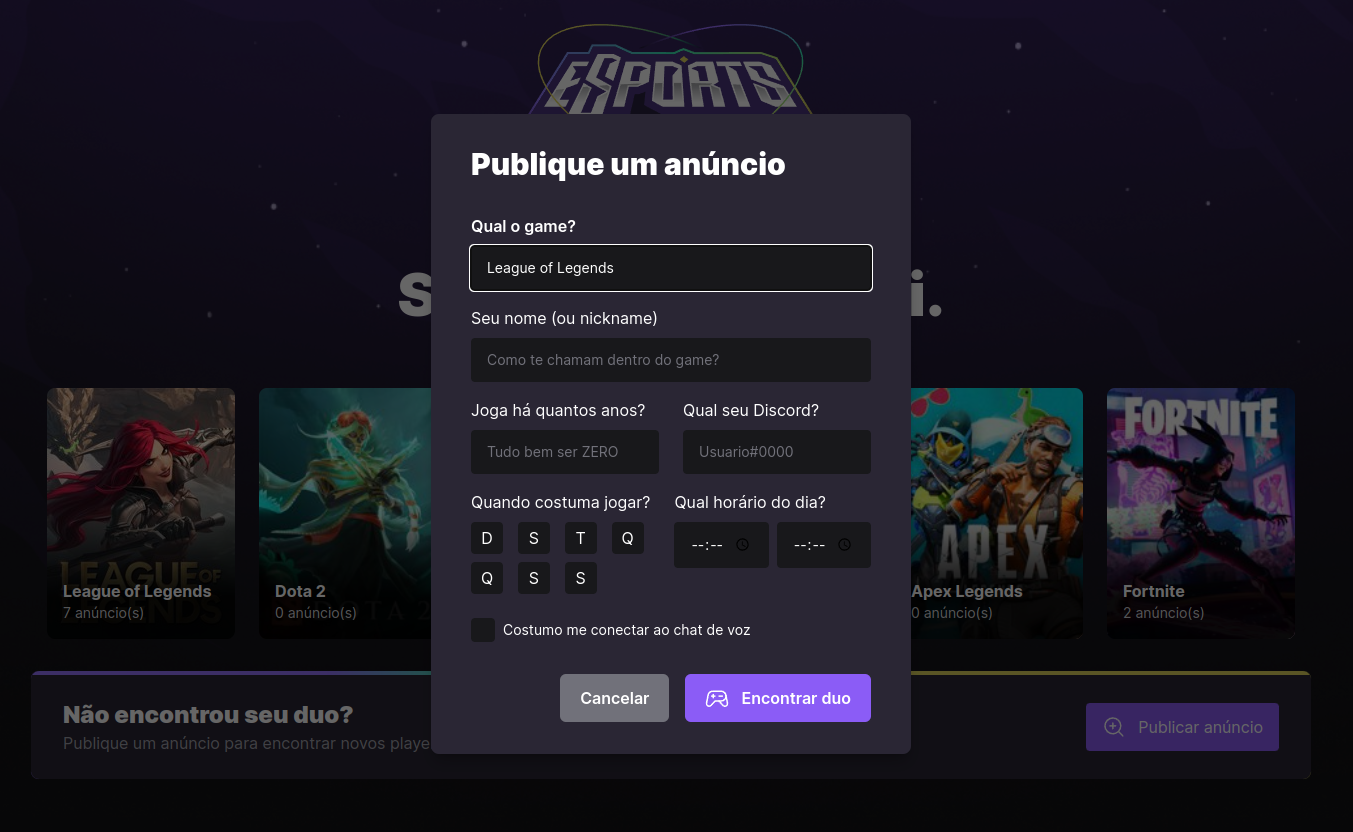 ESPORTS
Publique um anúncio
Qual o game?
League of Legends
Seu nome (ou nickname)
Como te chamam dentro do game?
Joga há quantos anos? Qual seu Discord?
Tudo bem ser ZERO Usuario#0000
Quando costuma jogar? Qual horário do dia?
D S T Q --:-- --:--
Q S S
Costumo me conectar ao chat de voz
Cancelar Encontrar duo
S i.
LEAGUE OF LEGENDS
DOTA 2
APEX
FORTNITE
League of Legends Dota 2 Apex Legends Fortnite
7 anúncio(s) 0 anúncio(s) 0 anúncio(s) 2 anúncio(s)
Não encontrou seu duo?
Publique um anúncio para encontrar novos playe
Publicar anúncio